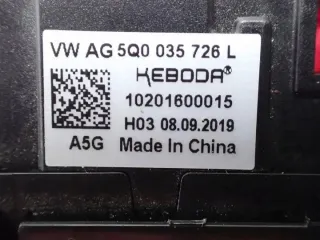 VW AG 5Q0 035 726 L
KEBODA®
10201600015
H03 08.09.2019
A5G Made In China